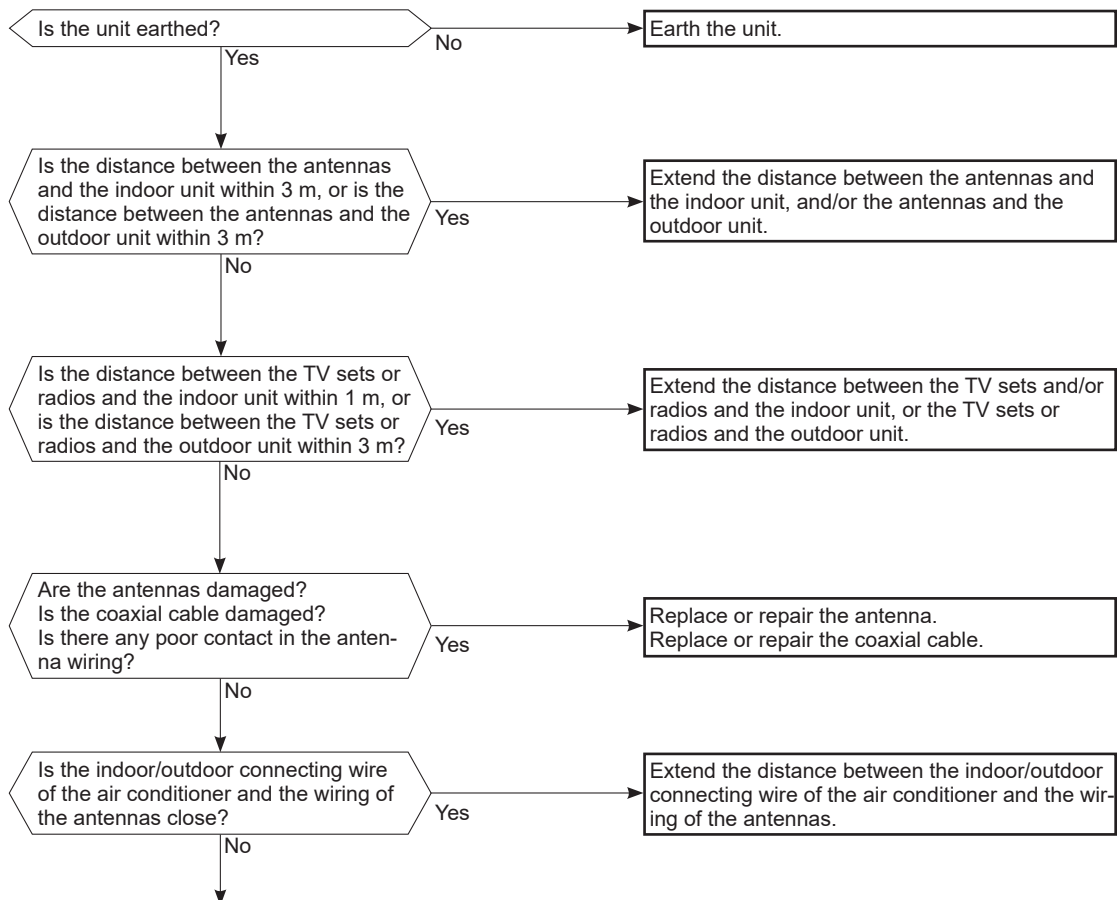 Is the unit earthed?
No
Earth the unit.
Yes
Is the distance between the antennas
and the indoor unit within 3 m, or is the
distance between the antennas and the
outdoor unit within 3 m?
Yes
Extend the distance between the antennas and
the indoor unit, and/or the antennas and the
outdoor unit.
No
Is the distance between the TV sets or
radios and the indoor unit within 1 m, or
is the distance between the TV sets or
radios and the outdoor unit within 3 m?
Yes
Extend the distance between the TV sets and/or
radios and the indoor unit, or the TV sets or
radios and the outdoor unit.
No
Are the antennas damaged?
Is the coaxial cable damaged?
Is there any poor contact in the anten-
na wiring?
Yes
Replace or repair the antenna.
Replace or repair the coaxial cable.
No
Is the indoor/outdoor connecting wire
of the air conditioner and the wiring of
the antennas close?
Yes
Extend the distance between the indoor/outdoor
connecting wire of the air conditioner and the wir-
ing of the antennas.
No